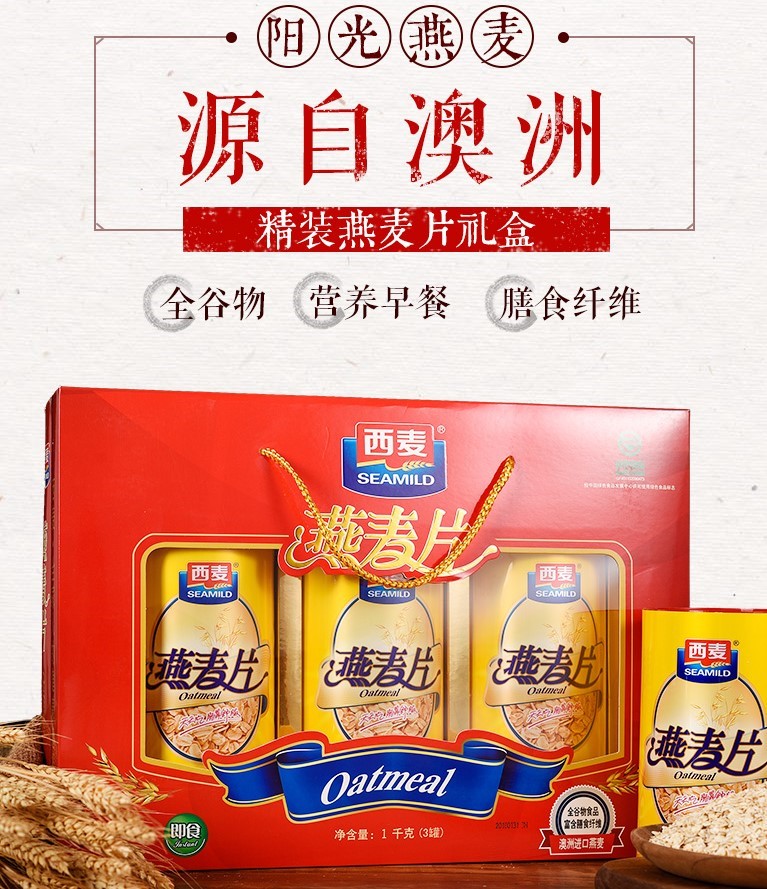 阳光燕麦
源自澳洲
精装燕麦片礼盒
全谷物 营养早餐 膳食纤维
西麦®
SEAMILD
燕麦片
西麦
SEAMILD
燕麦片
Oatmeal
西麦
SEAMILD
燕麦片
Oatmeal
西麦
SEAMILD
燕麦片
Oatmeal
西麦®
SEAMILD
燕麦片
Oatmeal
Oatmeal
即食
Instant
净含量：1 千克（3罐）
全谷物食品
富含膳食纤维
澳洲进口燕麦